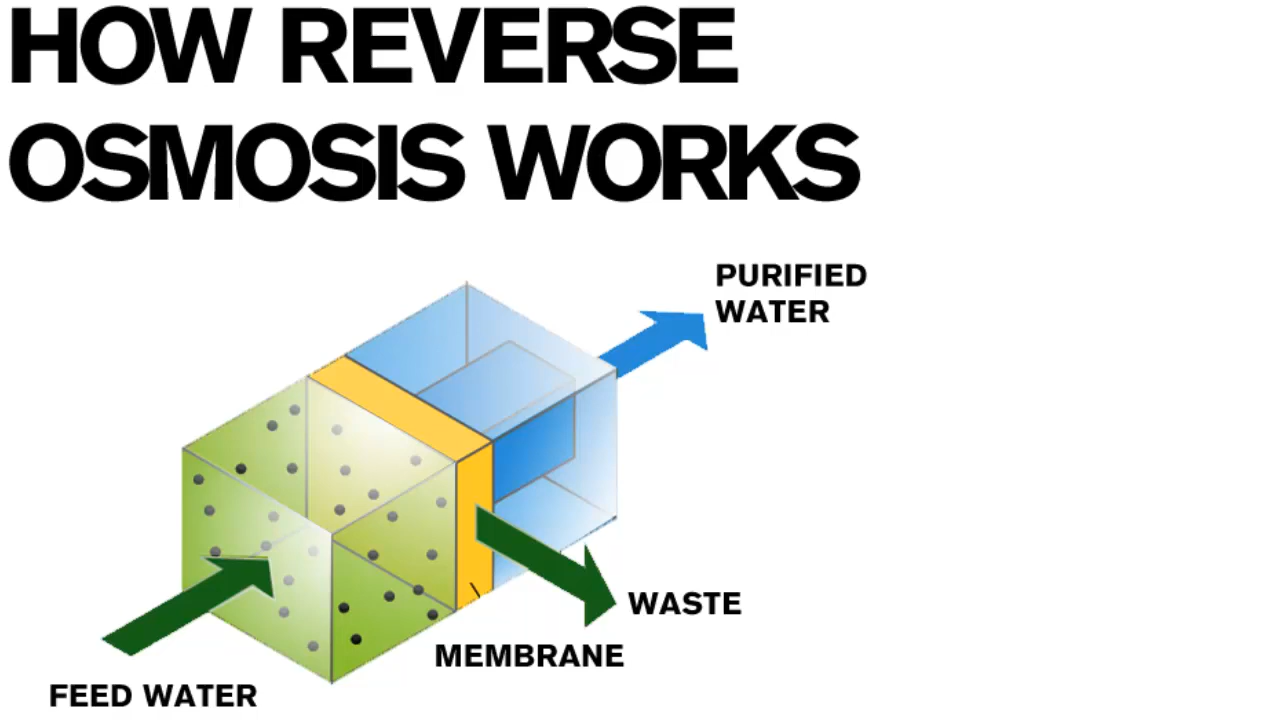 HOW REVERSE
OSMOSIS WORKS
PURIFIED
WATER
WASTE
MEMBRANE
FEED WATER